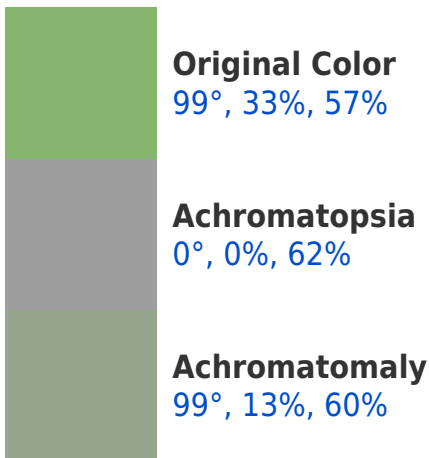 Original Color
99°, 33%, 57%
Achromatopsia
0°, 0%, 62%
Achromatomaly
99°, 13%, 60%